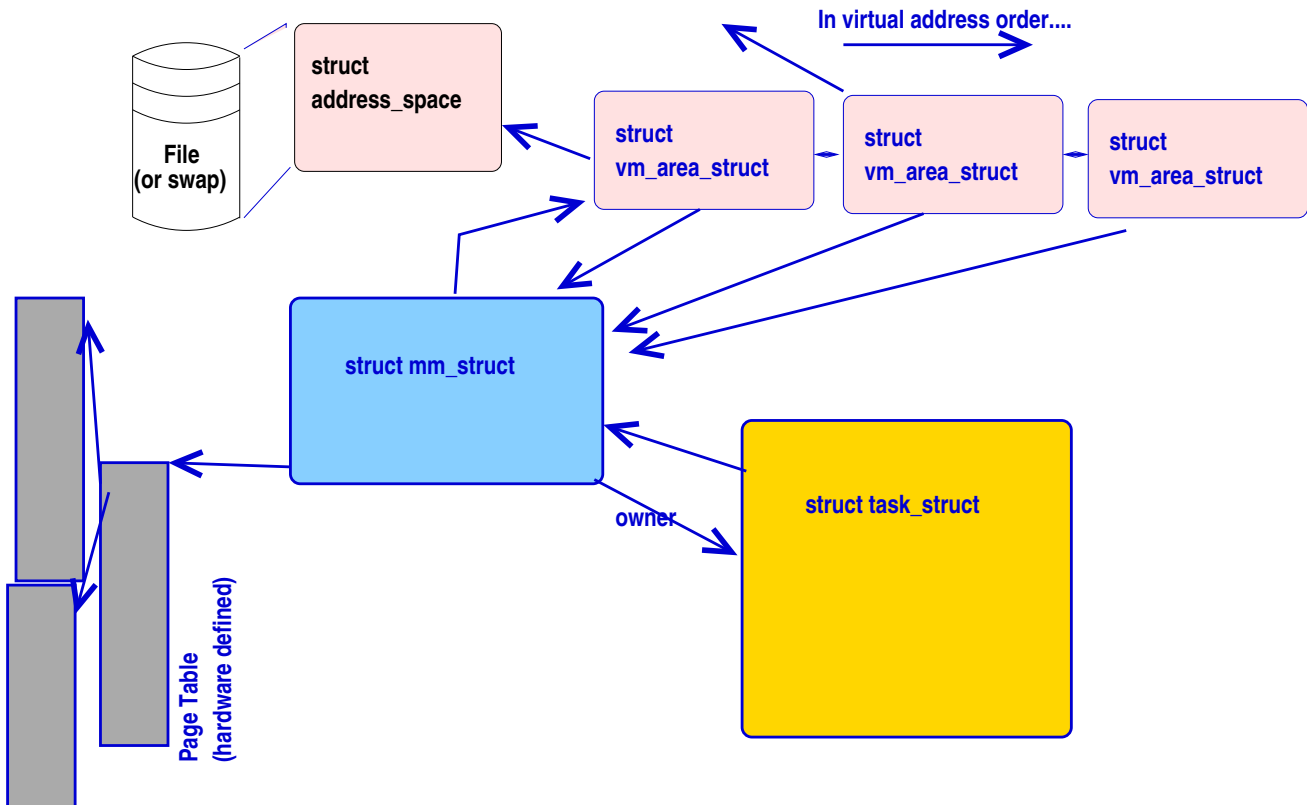 In virtual address order....
struct
address_space
File
(or swap)
struct
vm_area_struct
struct
vm_area_struct
struct
vm_area_struct
struct mm_struct
owner
struct task_struct
Page Table
(hardware defined)